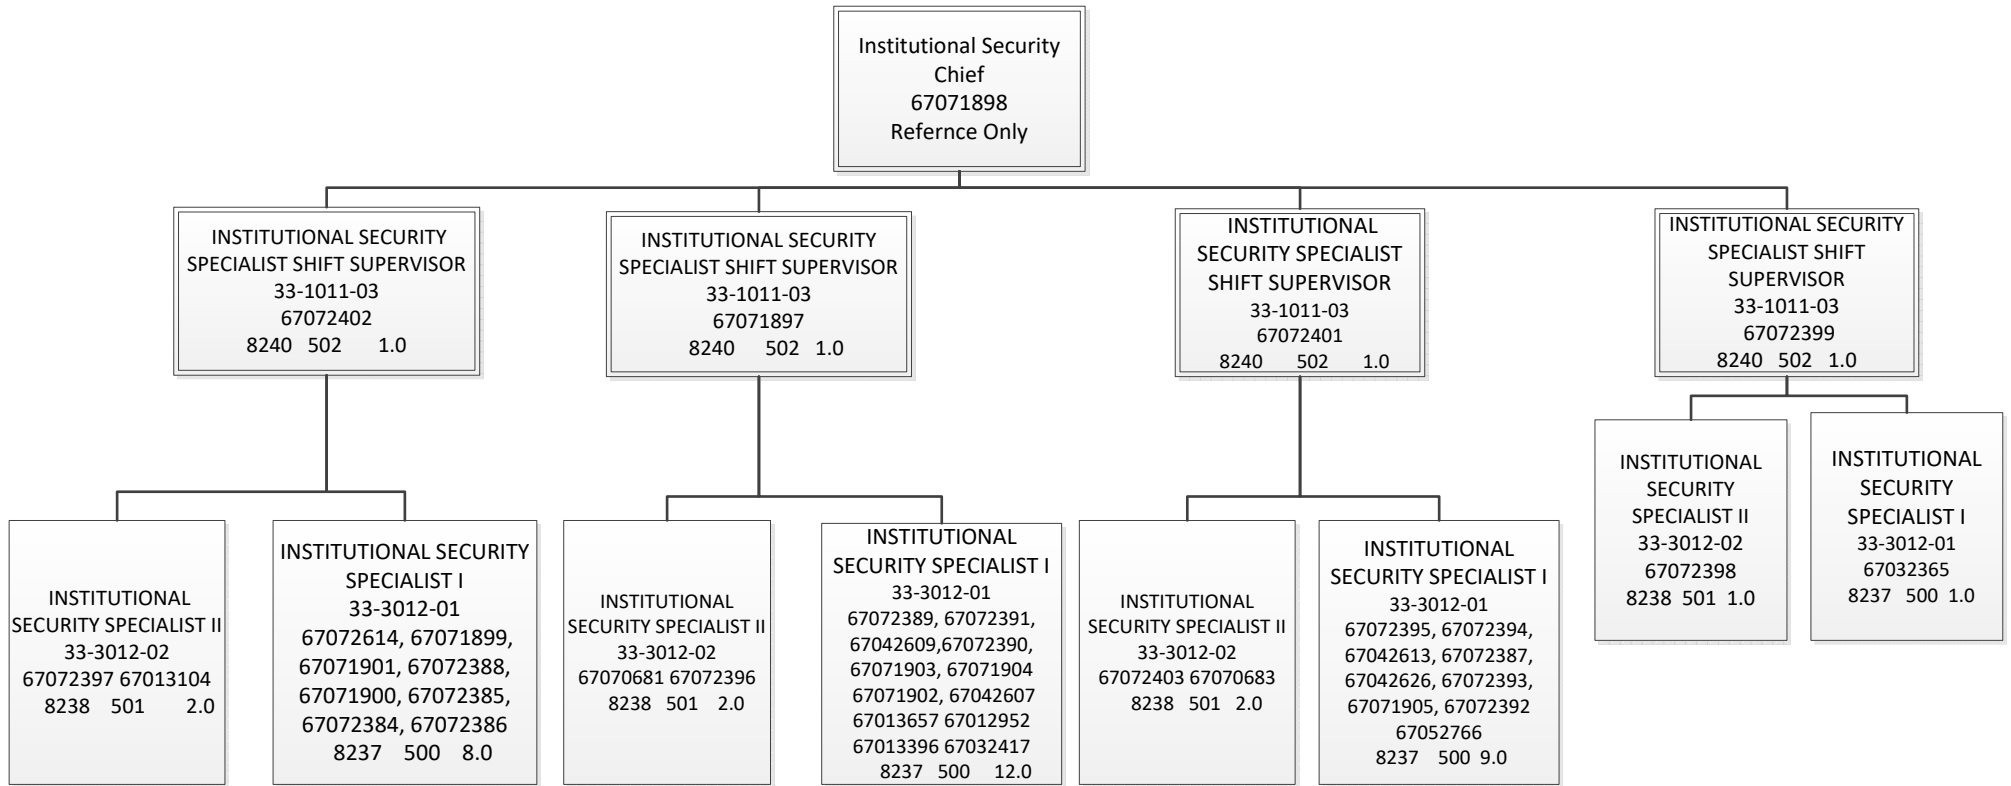 Institutional Security
Chief
67071898
Refernce Only
INSTITUTIONAL SECURITY
SPECIALIST SHIFT SUPERVISOR
33-1011-03
67072402
8240 502 1.0
INSTITUTIONAL SECURITY
SPECIALIST SHIFT SUPERVISOR
33-1011-03
67071897
8240 502 1.0
INSTITUTIONAL
SECURITY SPECIALIST
SHIFT SUPERVISOR
33-1011-03
67072401
8240 502 1.0
INSTITUTIONAL SECURITY
SPECIALIST SHIFT
SUPERVISOR
33-1011-03
67072399
8240 502 1.0
INSTITUTIONAL
SECURITY SPECIALIST II
33-3012-02
67072397 67013104
8238 501 2.0
INSTITUTIONAL SECURITY
SPECIALIST I
33-3012-01
67072614, 67071899,
67071901, 67072388,
67071900, 67072385,
67072384, 67072386
8237 500 8.0
INSTITUTIONAL
SECURITY SPECIALIST II
33-3012-02
67070681 67072396
8238 501 2.0
INSTITUTIONAL
SECURITY SPECIALIST I
33-3012-01
67072389, 67072391,
67042609,67072390,
67071903, 67071904
67071902, 67042607
67013657 67012952
67013396 67032417
8237 500 12.0
INSTITUTIONAL
SECURITY SPECIALIST II
33-3012-02
67072403 67070683
8238 501 2.0
INSTITUTIONAL
SECURITY SPECIALIST I
33-3012-01
67072395, 67072394,
67042613, 67072387,
67042626, 67072393,
67071905, 67072392
67052766
8237 500 9.0
INSTITUTIONAL
SECURITY
SPECIALIST II
33-3012-02
67072398
8238 501 1.0
INSTITUTIONAL
SECURITY
SPECIALIST I
33-3012-01
67032365
8237 500 1.0